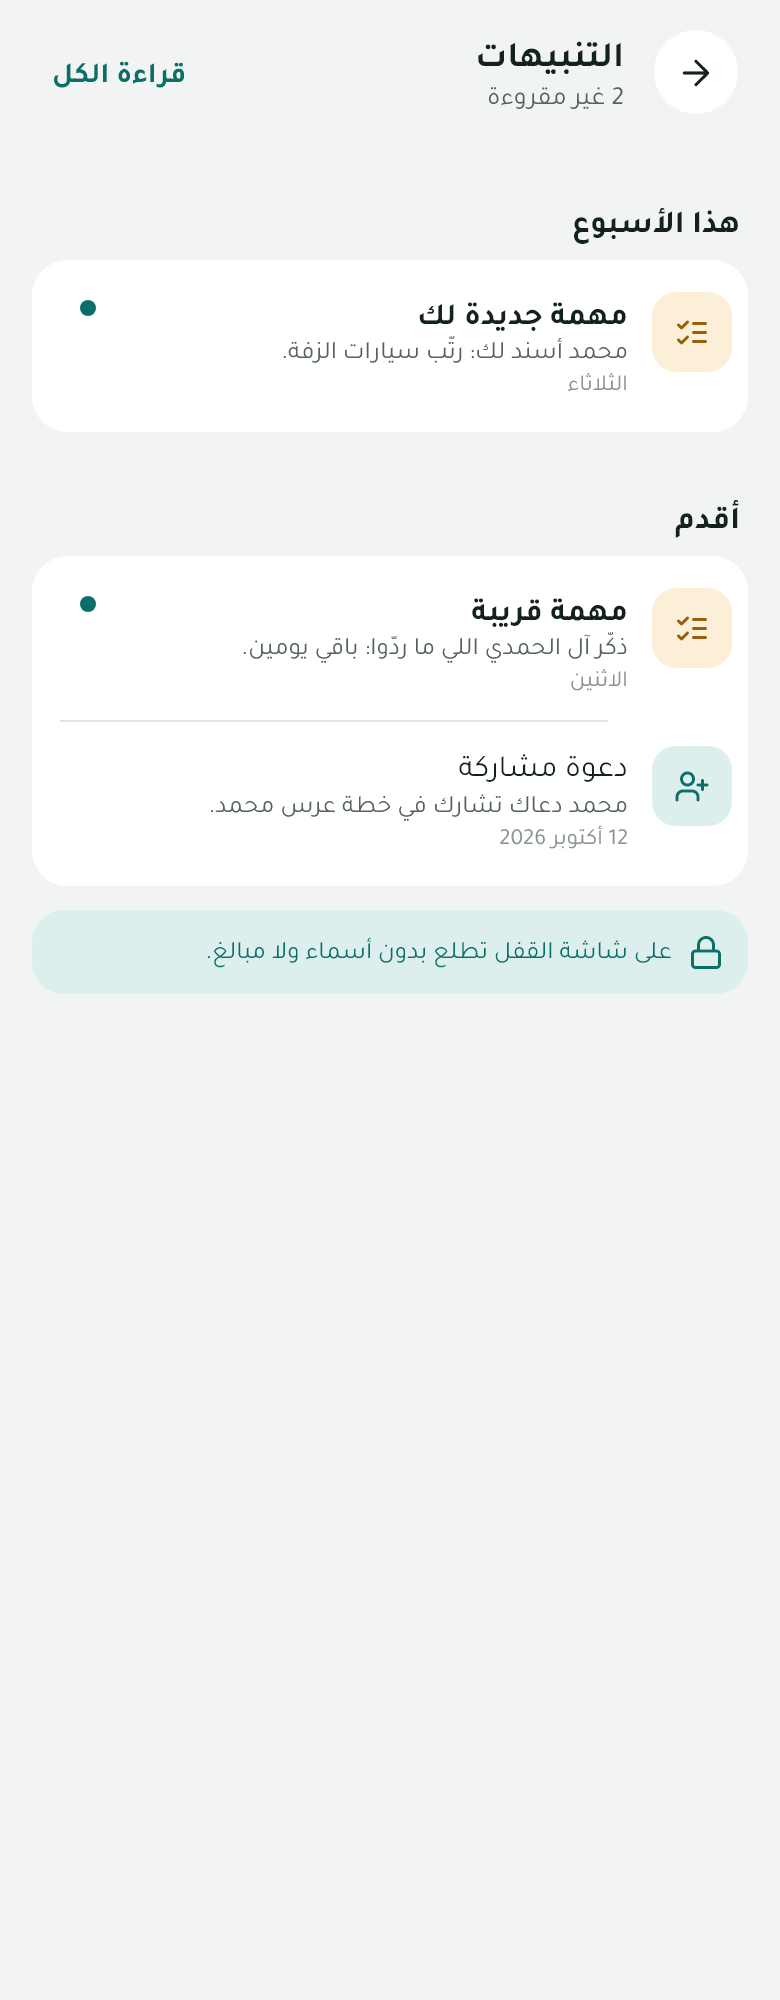 التنبيهات
2 غير مقروءة
قراءة الكل
هذا الأسبوع
مهمة جديدة لك
محمد أسند لك: رتّب سيارات الزفة.
الثلاثاء
أقدم
مهمة قريبة
ذكّر آل الحمدي اللي ما ردّوا: باقي يومين.
الاثنين
دعوة مشاركة
محمد دعاك تشارك في خطة عرس محمد.
12 أكتوبر 2026
على شاشة القفل تطلع بدون أسماء ولا مبالغ.